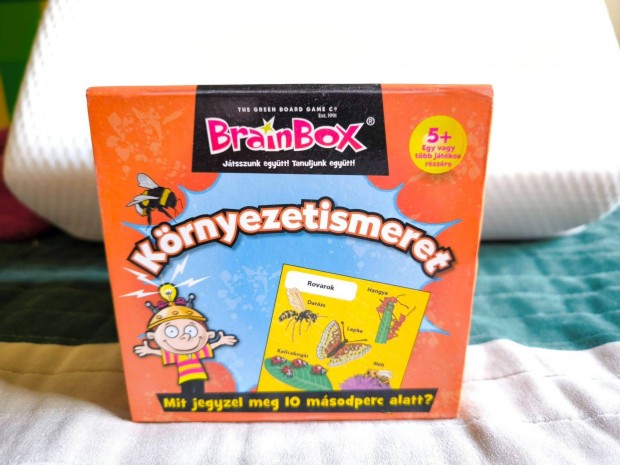 THE GREEN BOARD GAME Co
Est. 1991
BrainBox®
Játsszunk együtt! Tanuljunk együtt!
5+
Egy vagy
több játékos
részére
Környezetismeret
Rovarok
Hangya
Darázs
Lepke
Katicabogár
Méh
Mit jegyzel meg 10 másodperc alatt?